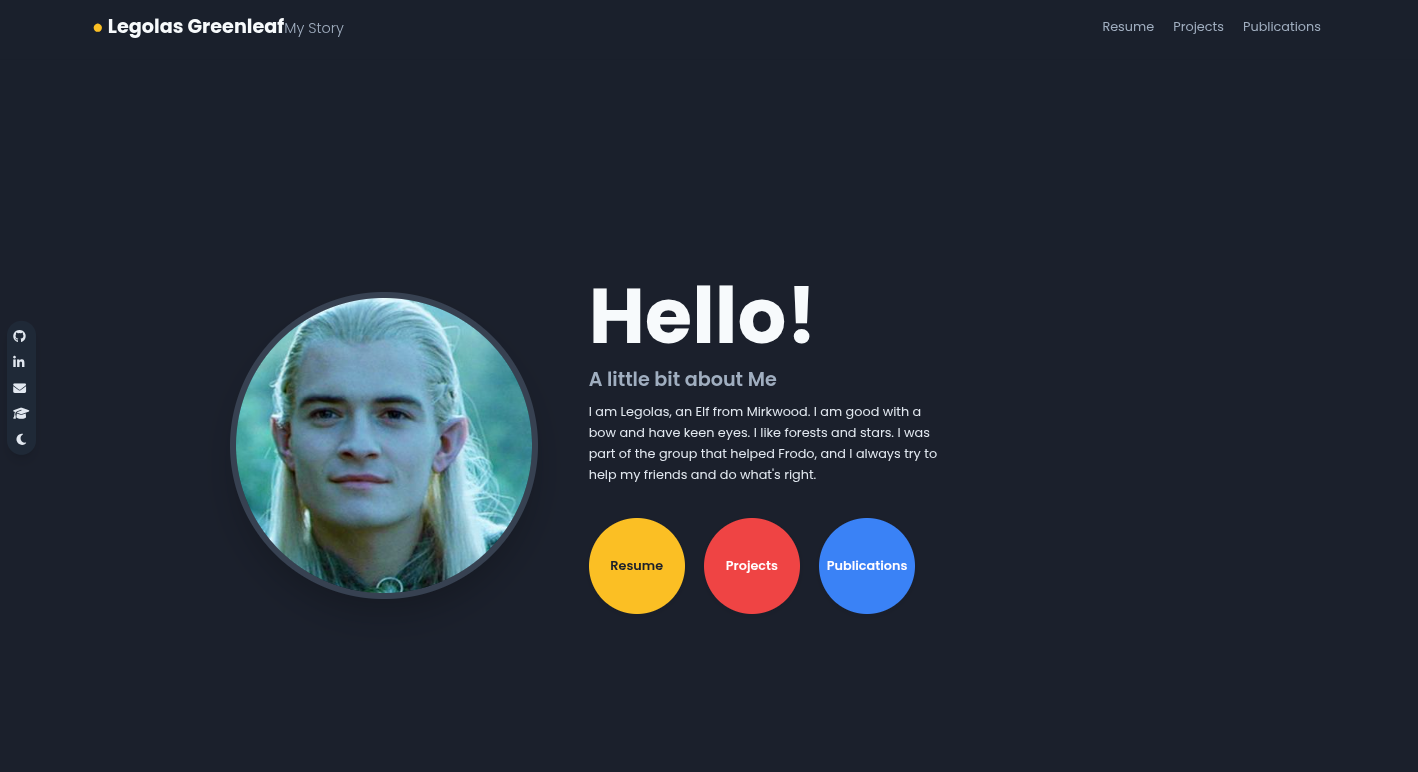 Legolas Greenleaf My Story
Resume Projects Publications
Hello!
A little bit about Me
I am Legolas, an Elf from Mirkwood. I am good with a
bow and have keen eyes. I like forests and stars. I was
part of the group that helped Frodo, and I always try to
help my friends and do what's right.
Resume
Projects
Publications